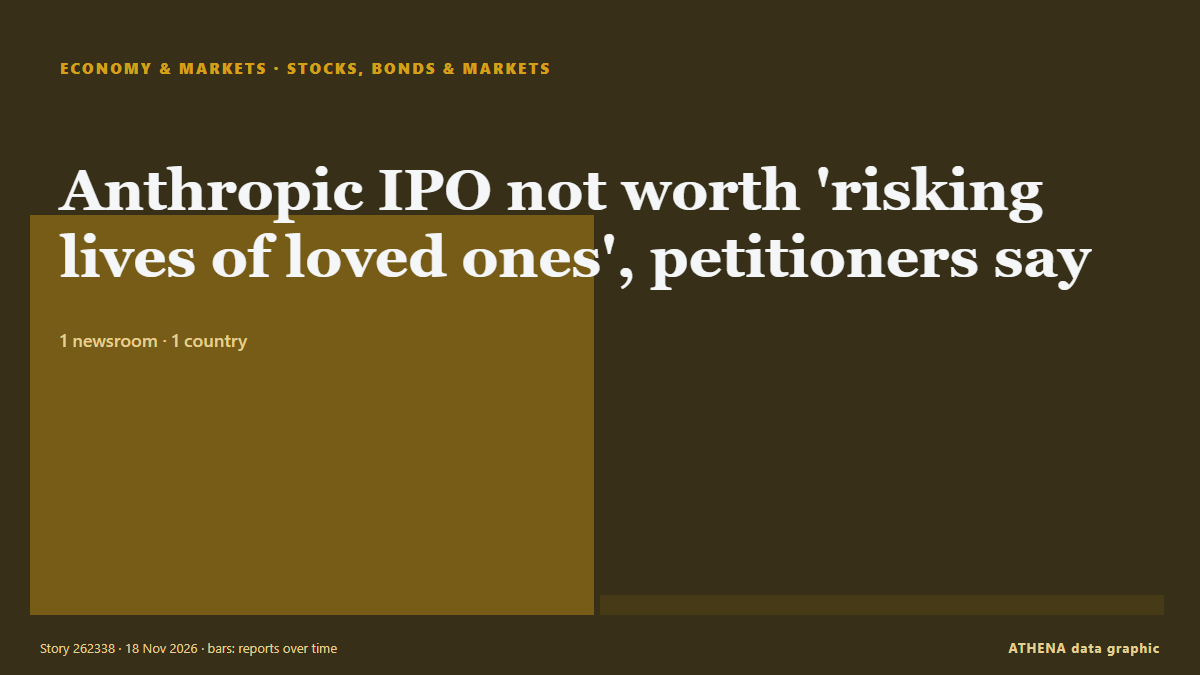 ECONOMY & MARKETS · STOCKS, BONDS & MARKETS
Anthropic IPO not worth 'risking
lives of loved ones', petitioners say
1 newsroom · 1 country
Story 262338 · 18 Nov 2026 · bars: reports over time
ATHENA data graphic